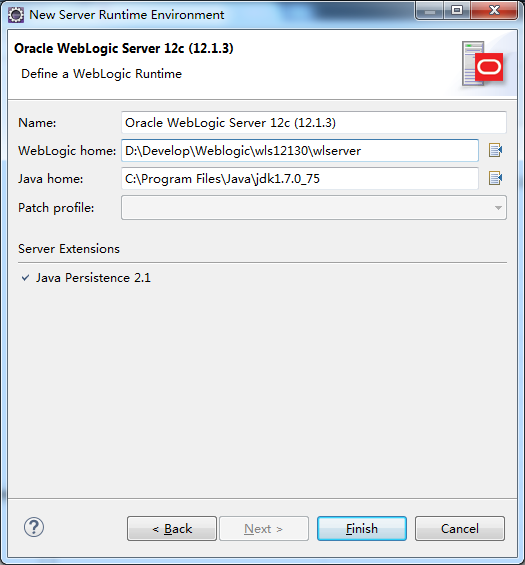 New Server Runtime Environment
Oracle WebLogic Server 12c (12.1.3)
Define a WebLogic Runtime
Name: Oracle WebLogic Server 12c (12.1.3)
WebLogic home: D:\Develop\Weblogic\wls12130\wlserver
Java home: C:\Program Files\Java\jdk1.7.0_75
Patch profile:
Server Extensions
Java Persistence 2.1
? < Back Next > Finish Cancel